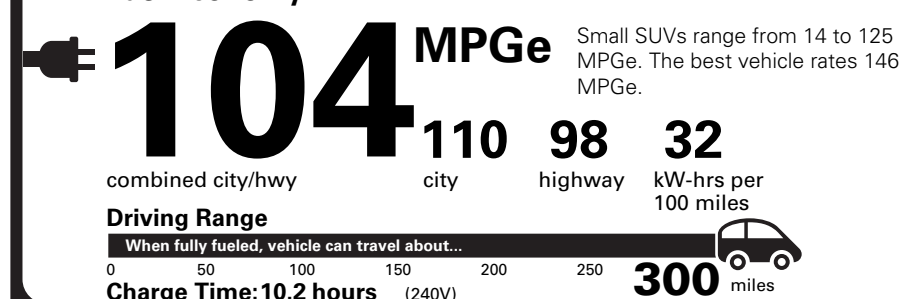 104 MPGe
Small SUVs range from 14 to 125
MPGe. The best vehicle rates 146
MPGe.
110 98 32
combined city/hwy city highway kW-hrs per
100 miles
Driving Range
When fully fueled, vehicle can travel about...
0 50 100 150 200 250 300 miles
Charge Time: 10.2 hours (240V)